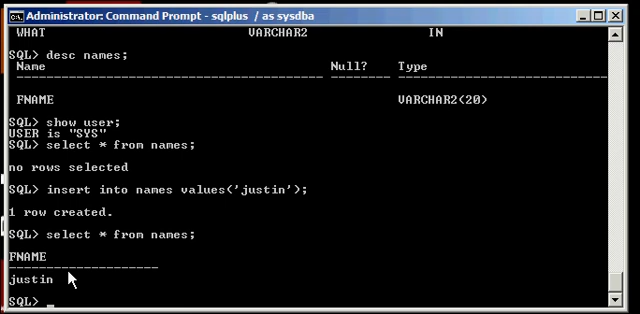 Administrator: Command Prompt - sqlplus / as sysdba
WHAT VARCHAR2 IN
SQL> desc names;
Name Null? Type
----------------------------------------- -------- ----------------------------
FNAME VARCHAR2(20)
SQL> show user;
USER is "SYS"
SQL> select * from names;
no rows selected
SQL> insert into names values('justin');
1 row created.
SQL> select * from names;
FNAME
--------------------
justin
SQL> _